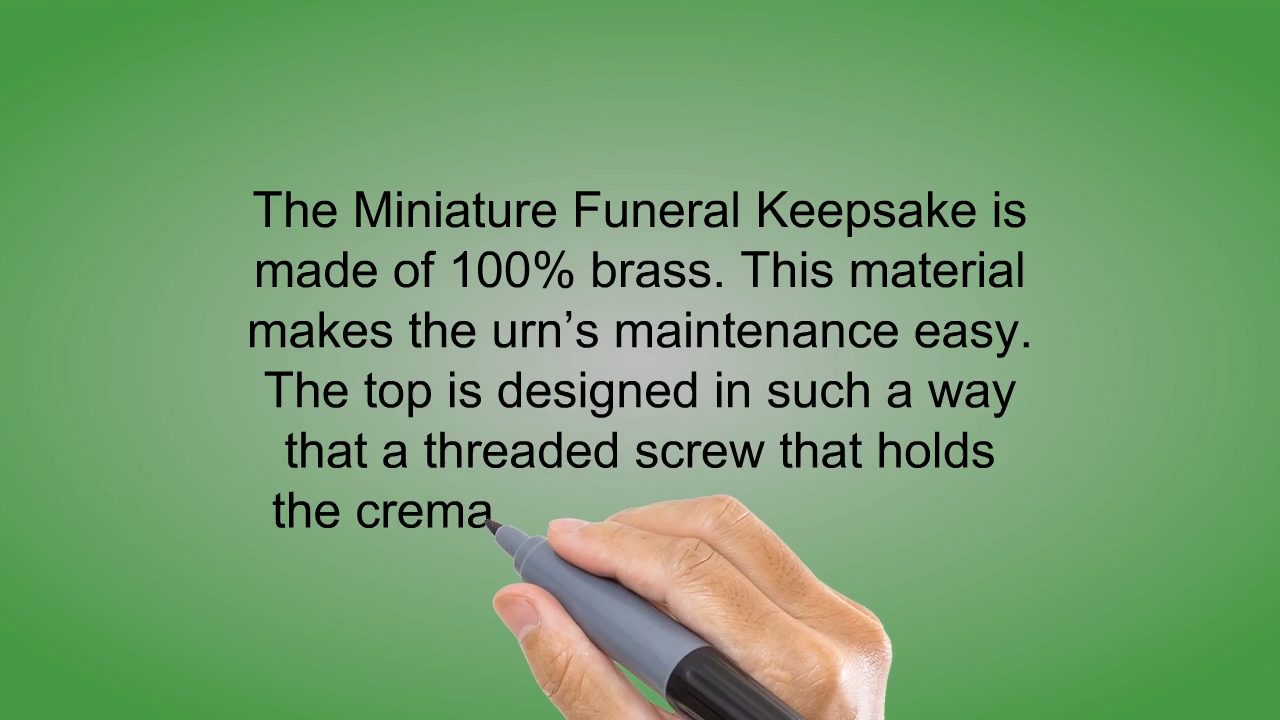 The Miniature Funeral Keepsake is
made of 100% brass. This material
makes the urn’s maintenance easy.
The top is designed in such a way
that a threaded screw that holds
the crema